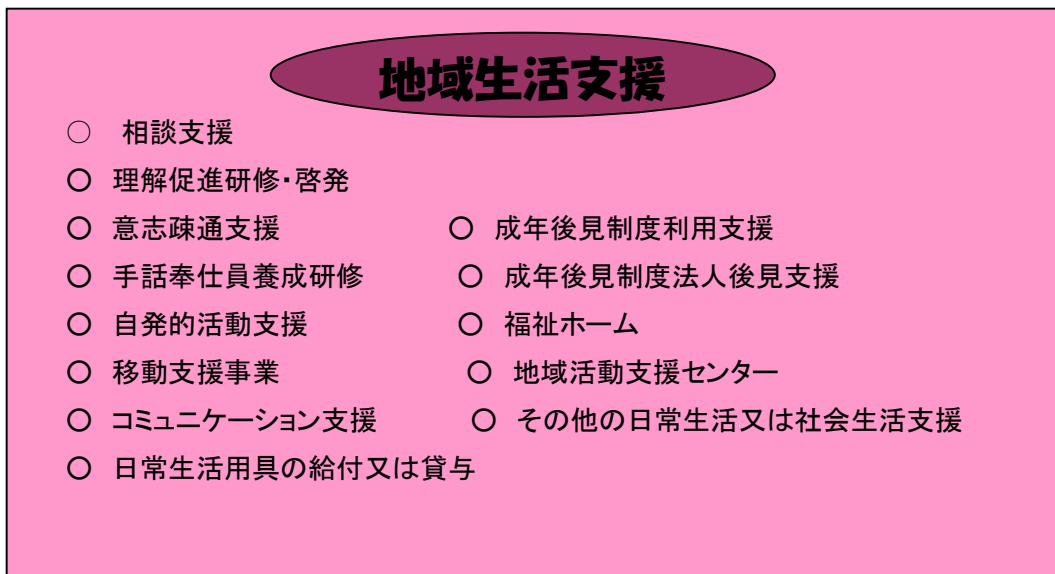 地域生活支援
○ 相談支援
○ 理解促進研修・啓発
○ 意志疎通支援 ○ 成年後見制度利用支援
○ 手話奉仕員養成研修 ○ 成年後見制度法人後見支援
○ 自発的活動支援 ○ 福祉ホーム
○ 移動支援事業 ○ 地域活動支援センター
○ コミュニケーション支援 ○ その他の日常生活又は社会生活支援
○ 日常生活用具の給付又は貸与